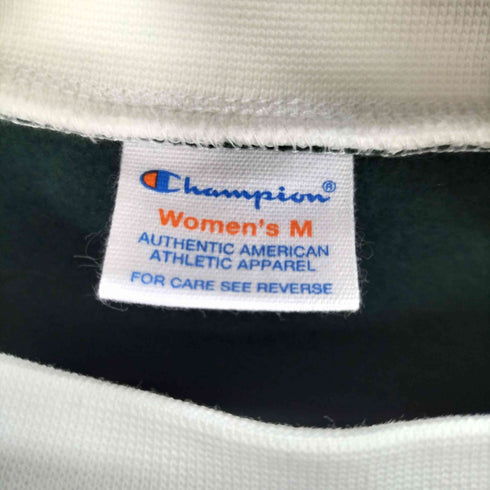 Champion®
Women's M
AUTHENTIC AMERICAN
ATHLETIC APPAREL
FOR CARE SEE REVERSE